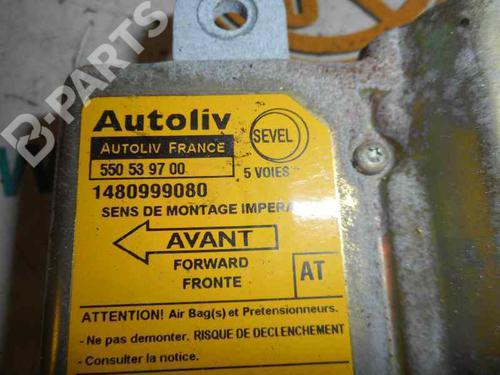 B-PARTS
Autoliv
SEVEL
AUTOLIV FRANCE
550 53 97 00
5 VOIES
1480999080
SENS DE MONTAGE IMPERA
AVANT
FORWARD
FRONTE
AT
ATTENTION! Air Bag(s) et Pretensionneurs.
- Ne pas demonter. RISQUE DE DECLENCHEMENT
- Consulter la notice.